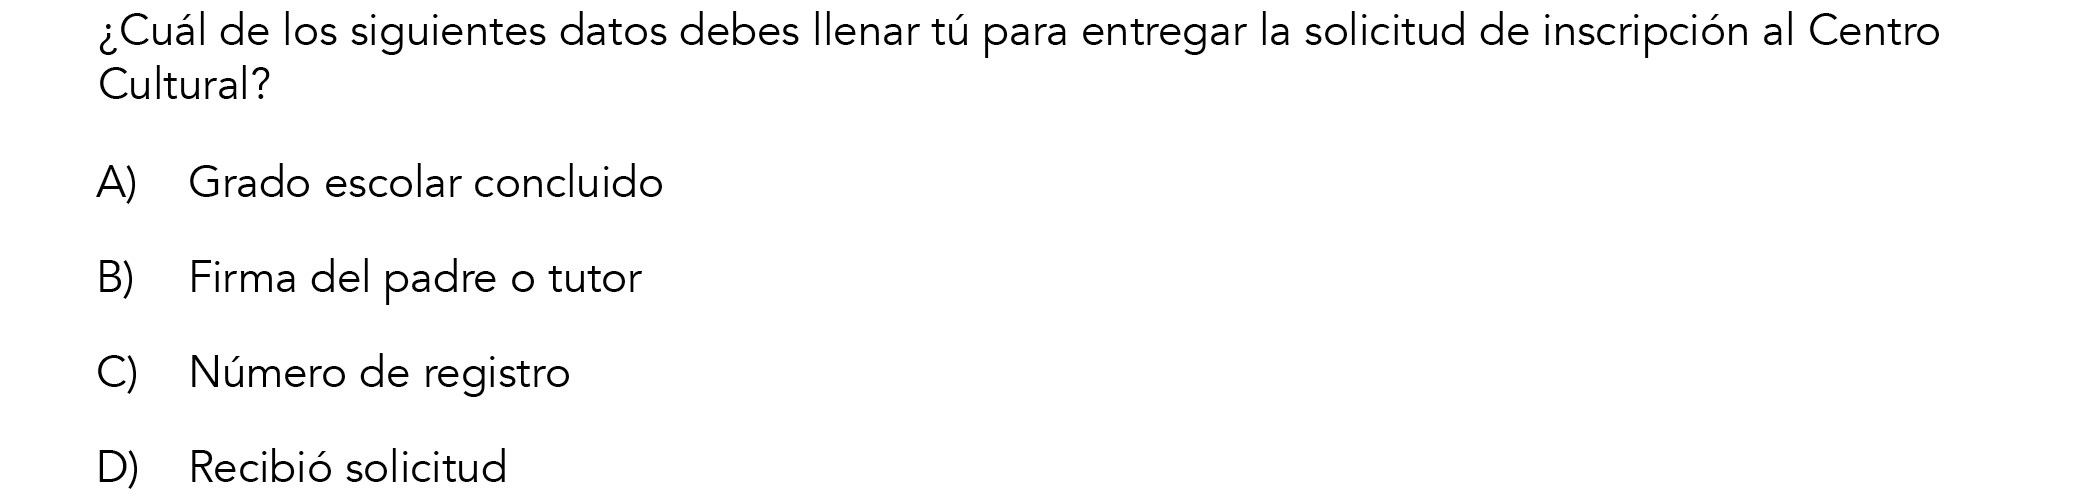 ¿Cuál de los siguientes datos debes llenar tú para entregar la solicitud de inscripción al Centro
Cultural?
A) Grado escolar concluido
B) Firma del padre o tutor
C) Número de registro
D) Recibió solicitud